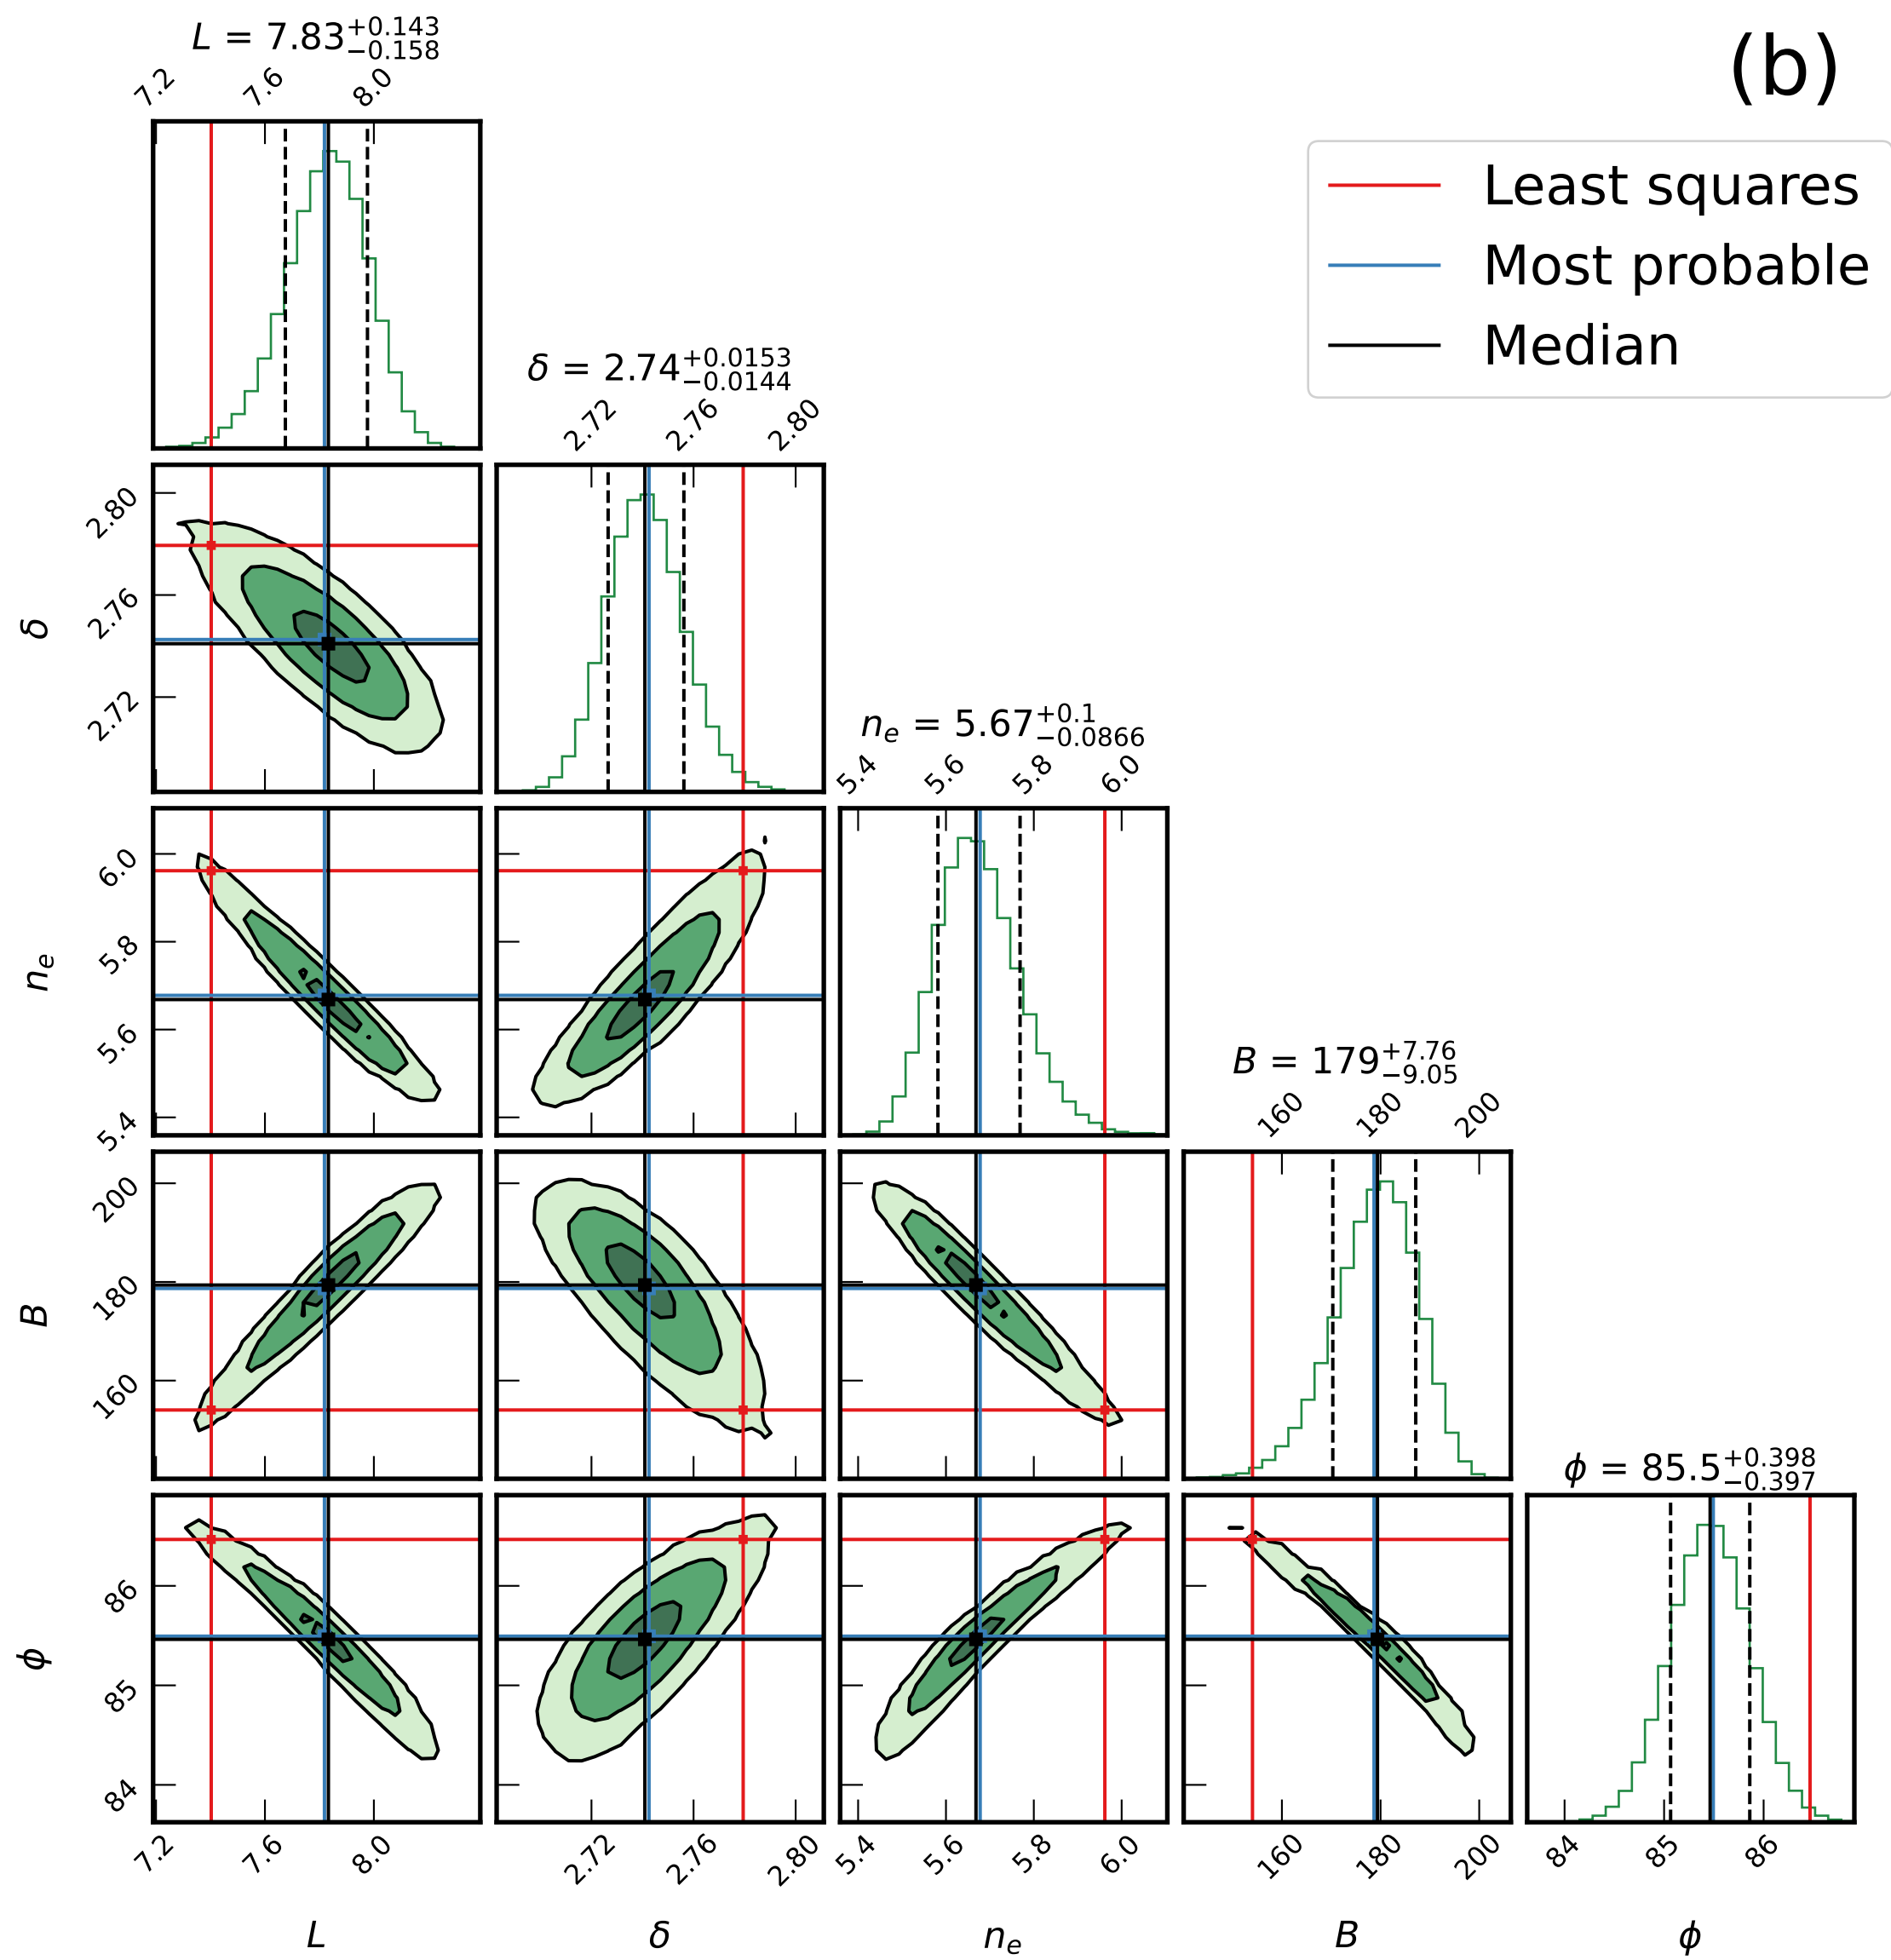 (b)
Least squares
Most probable
Median
L = 7.83 +0.143 −0.158
7.2 7.6 8.0
δ = 2.74 +0.0153 −0.0144
2.72 2.76 2.80
δ
2.80
2.76
2.72
n_e = 5.67 +0.1 −0.0866
5.4 5.6 5.8 6.0
n_e
6.0
5.8
5.6
5.4
B = 179 +7.76 −9.05
160 180 200
B
200
180
160
ϕ = 85.5 +0.398 −0.397
ϕ
86
85
84
7.2 7.6 8.0 2.72 2.76 2.80 5.4 5.6 5.8 6.0 160 180 200 84 85 86
L δ n_e B ϕ